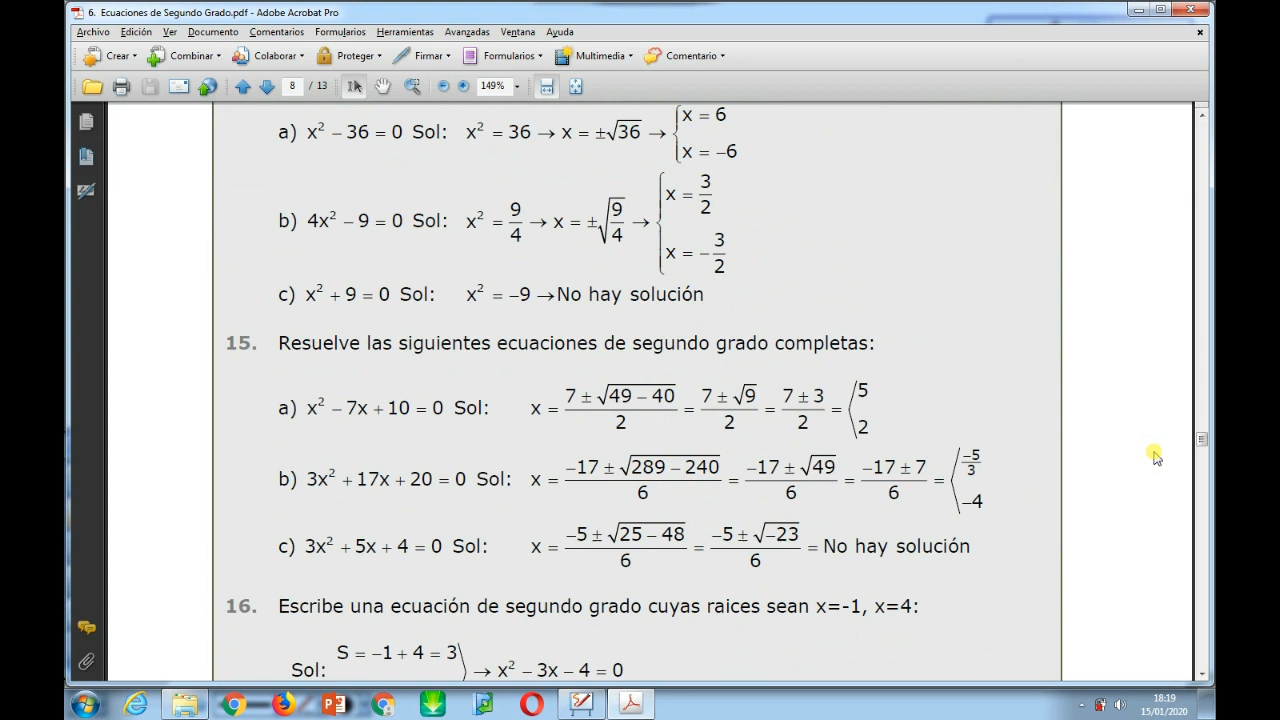 6. Ecuaciones de Segundo Grado.pdf - Adobe Acrobat Pro
Archivo Edición Ver Documento Comentarios Formularios Herramientas Avanzadas Ventana Ayuda
Crear Combinar Colaborar Proteger Firmar Formularios Multimedia Comentario
8 / 13 149%
a) x² − 36 = 0 Sol: x² = 36 → x = ±√36 → { x = 6 x = −6
b) 4x² − 9 = 0 Sol: x² = 9/4 → x = ±√(9/4) → { x = 3/2 x = −3/2
c) x² + 9 = 0 Sol: x² = −9 → No hay solución
15. Resuelve las siguientes ecuaciones de segundo grado completas:
a) x² − 7x + 10 = 0 Sol: x = (7 ± √(49 − 40))/2 = (7 ± √9)/2 = (7 ± 3)/2 = ⟨ 5 2
b) 3x² + 17x + 20 = 0 Sol: x = (−17 ± √(289 − 240))/6 = (−17 ± √49)/6 = (−17 ± 7)/6 = ⟨ −5/3 −4
c) 3x² + 5x + 4 = 0 Sol: x = (−5 ± √(25 − 48))/6 = (−5 ± √−23)/6 = No hay solución
16. Escribe una ecuación de segundo grado cuyas raices sean x=-1, x=4:
S = −1 + 4 = 3
Sol: → x² − 3x − 4 = 0
18:19
15/01/2020